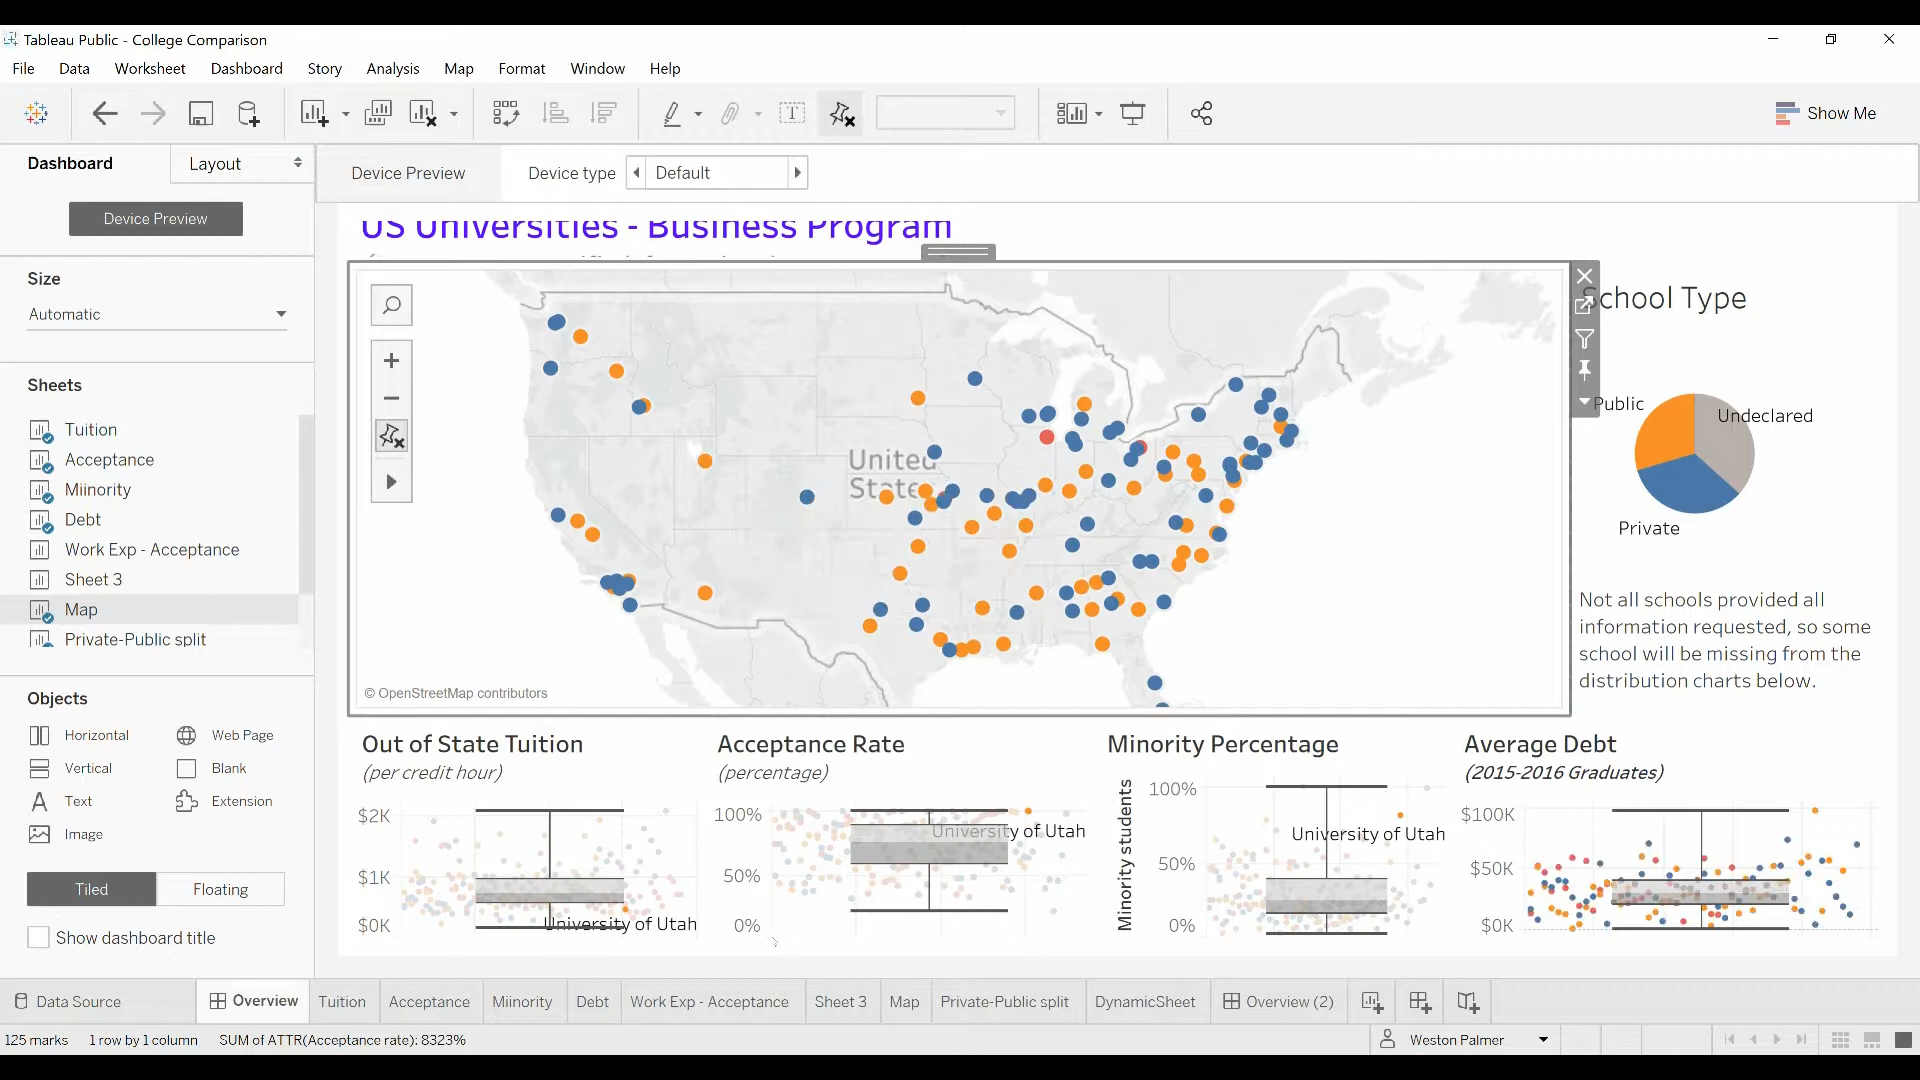 Tableau Public - College Comparison
File Data Worksheet Dashboard Story Analysis Map Format Window Help
Show Me
Dashboard Layout
Device Preview Device type Default
Device Preview
US Universities - Business Program
Size
Automatic
Sheets
Tuition
Acceptance
Miinority
Debt
Work Exp - Acceptance
Sheet 3
Map
Private-Public split
United
States
© OpenStreetMap contributors
School Type
Public
Undeclared
Private
Not all schools provided all
information requested, so some
school will be missing from the
distribution charts below.
Objects
Horizontal Web Page
Vertical Blank
Text Extension
Image
Tiled Floating
Show dashboard title
Out of State Tuition
(per credit hour)
$2K
$1K
$0K
University of Utah
Acceptance Rate
(percentage)
100%
50%
0%
University of Utah
Minority Percentage
Minority students
100%
50%
0%
University of Utah
Average Debt
(2015-2016 Graduates)
$100K
$50K
$0K
Data Source Overview Tuition Acceptance Miinority Debt Work Exp - Acceptance Sheet 3 Map Private-Public split DynamicSheet Overview (2)
125 marks 1 row by 1 column SUM of ATTR(Acceptance rate): 8323% Weston Palmer